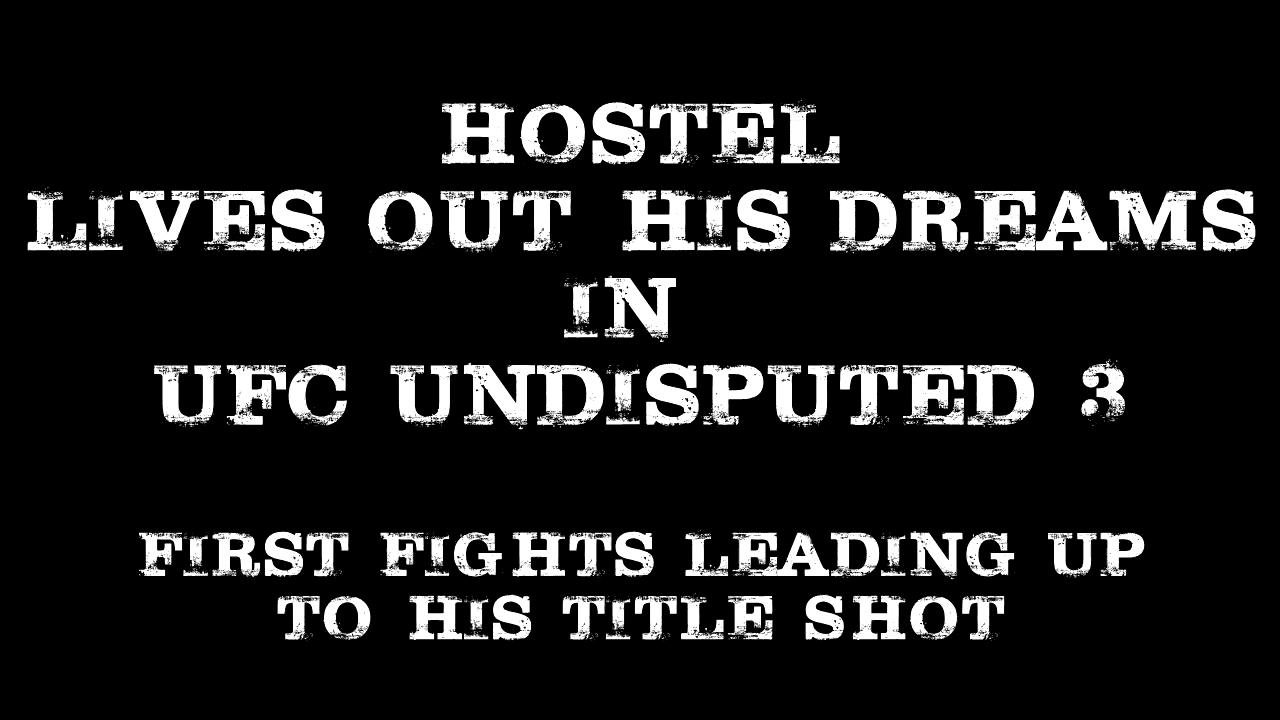 HOSTEL
LIVES OUT HIS DREAMS
IN
UFC UNDISPUTED 3
FIRST FIGHTS LEADING UP
TO HIS TITLE SHOT